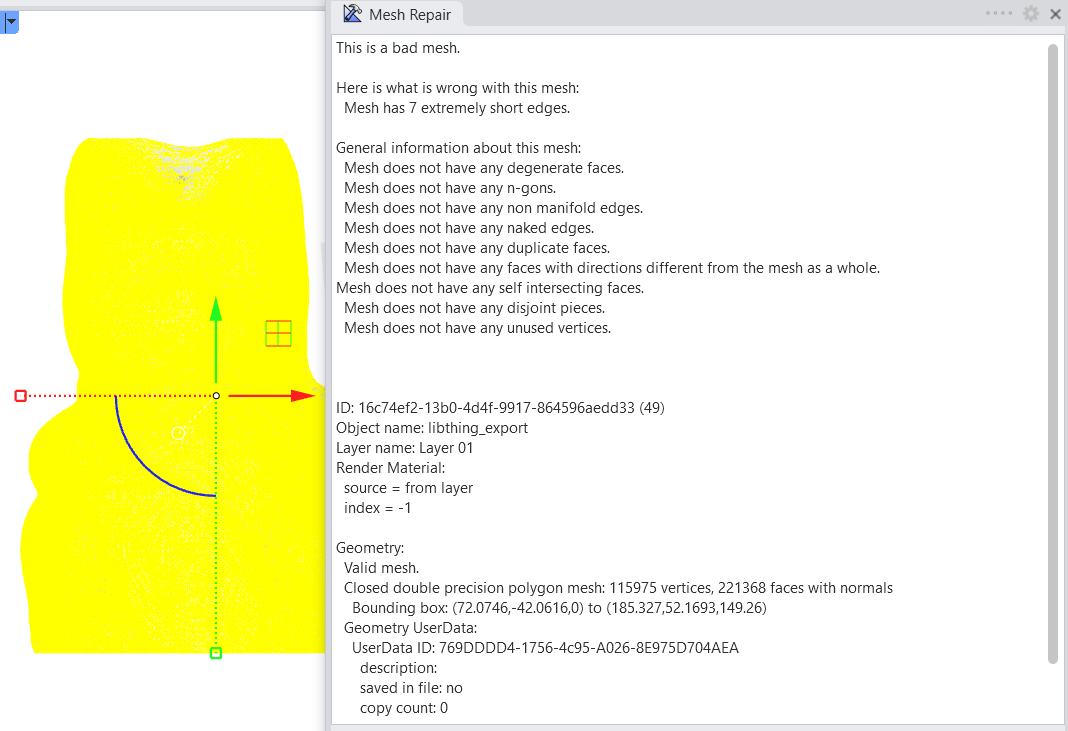 Mesh Repair
This is a bad mesh.
Here is what is wrong with this mesh:
Mesh has 7 extremely short edges.
General information about this mesh:
Mesh does not have any degenerate faces.
Mesh does not have any n-gons.
Mesh does not have any non manifold edges.
Mesh does not have any naked edges.
Mesh does not have any duplicate faces.
Mesh does not have any faces with directions different from the mesh as a whole.
Mesh does not have any self intersecting faces.
Mesh does not have any disjoint pieces.
Mesh does not have any unused vertices.
ID: 16c74ef2-13b0-4d4f-9917-864596aedd33 (49)
Object name: libthing_export
Layer name: Layer 01
Render Material:
source = from layer
index = -1
Geometry:
Valid mesh.
Closed double precision polygon mesh: 115975 vertices, 221368 faces with normals
Bounding box: (72.0746,-42.0616,0) to (185.327,52.1693,149.26)
Geometry UserData:
UserData ID: 769DDDD4-1756-4c95-A026-8E975D704AEA
description:
saved in file: no
copy count: 0